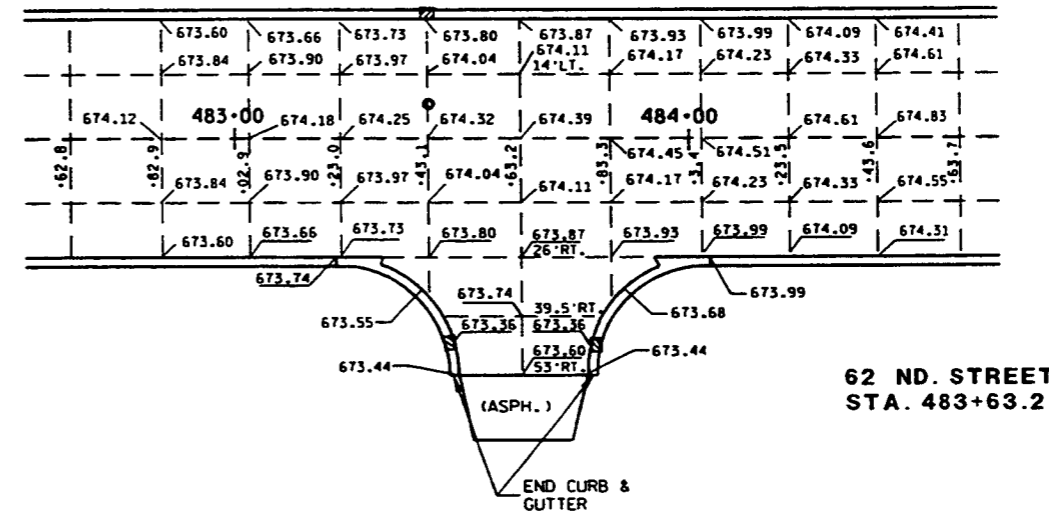 673.60 673.66 673.73 673.80 673.87 673.93 673.99 674.09 674.41
673.84 673.90 673.97 674.04 674.11 674.17 674.23 674.33 674.61
14'LT.
483+00 484+00
674.12 674.18 674.25 674.32 674.39 674.45 674.51 674.61 674.83
+62.8 +82.9 +02.9 +23.0 +43.1 +63.2 +83.3 +3.4 +23.5 +43.6 +63.7
673.84 673.90 673.97 674.04 674.11 674.17 674.23 674.33 674.55
673.60 673.66 673.73 673.80 673.87 673.93 673.99 674.09 674.31
26'RT.
673.74 673.99
673.74 39.5'RT.
673.55 673.36 673.36 673.68
673.60
53'RT.
673.44 673.44
(ASPH.)
62 ND. STREET
STA. 483+63.2
END CURB &
GUTTER